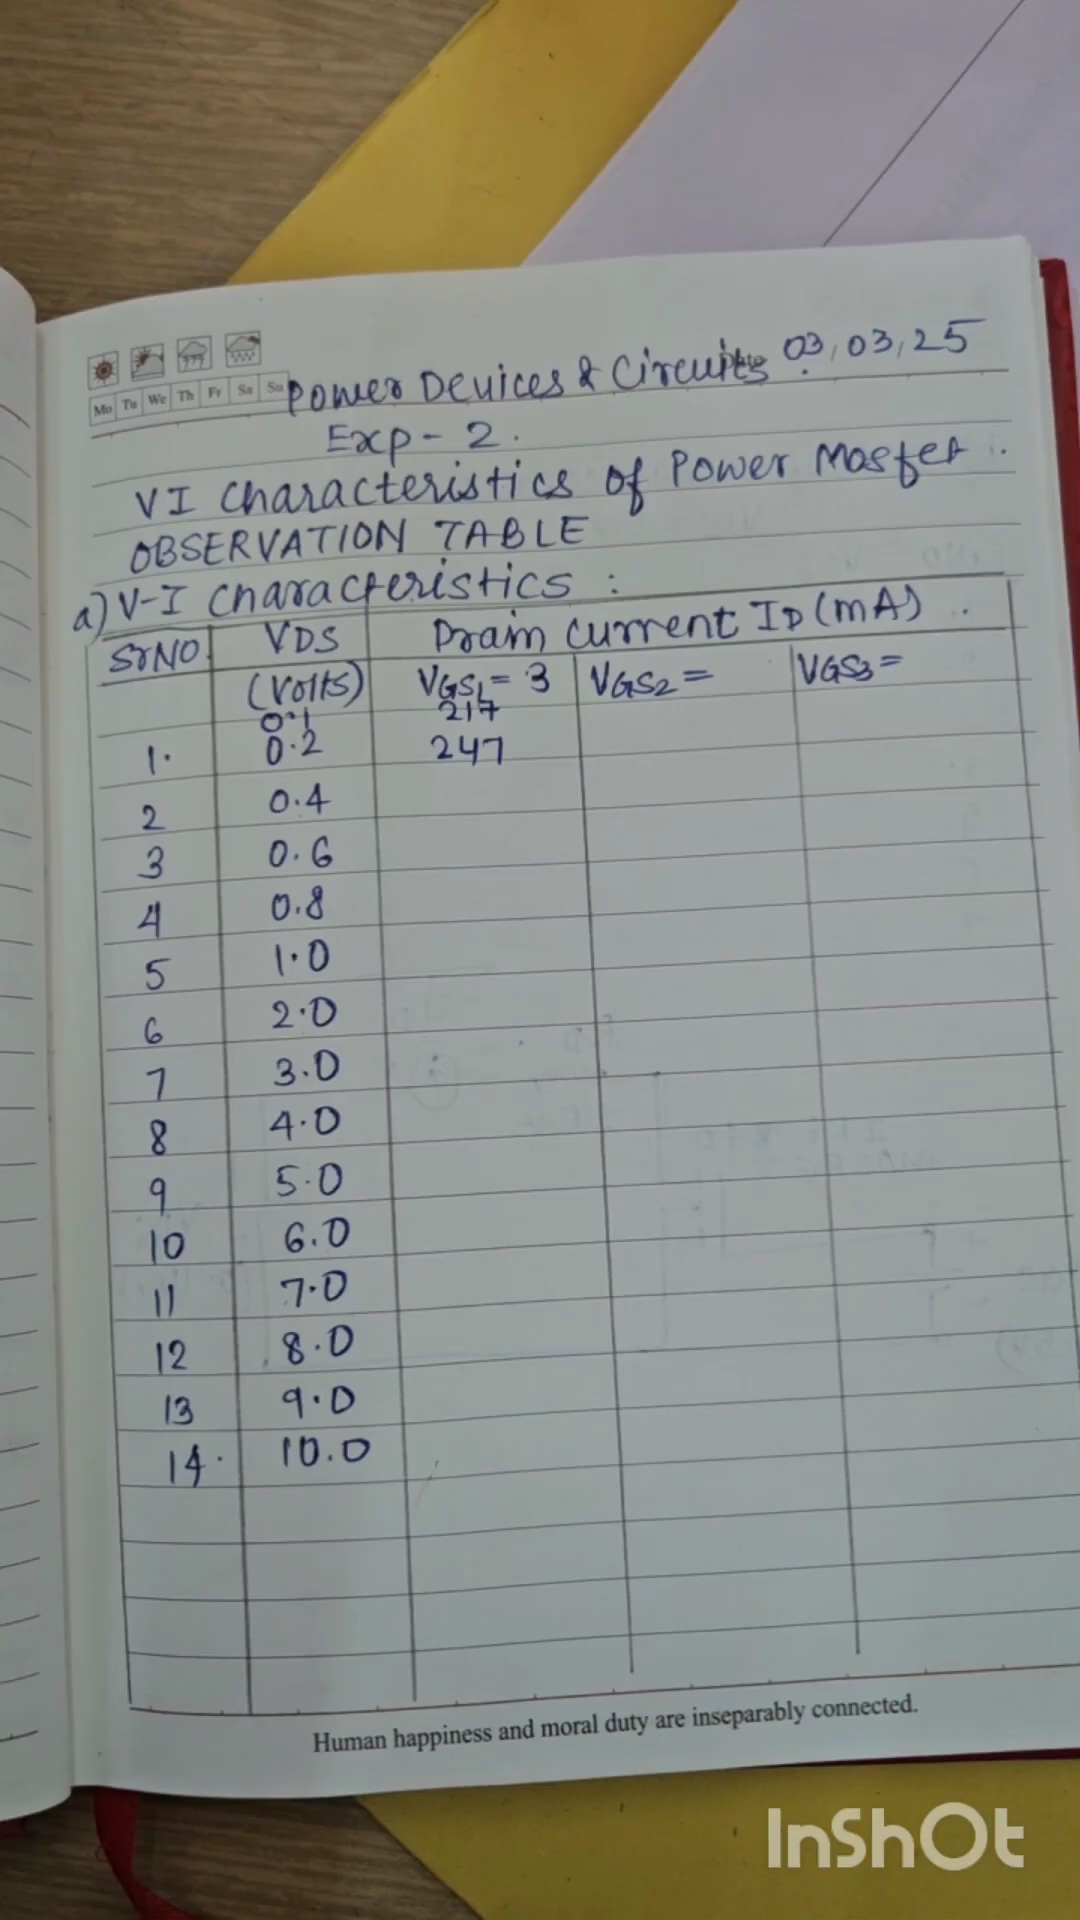 Mo Tu We Th Fr Sa Su
Power Devices & Circuits 03,03,25
Exp - 2.
VI Characteristics of Power Mosfet
OBSERVATION TABLE
a) V-I Characteristics :
Sr NO. VDS Drain current ID (mA)
(volts) VGS1 = 3 VGS2 = VGS3 =
0.1 217
1. 0.2 247
2 0.4
3 0.6
4 0.8
5 1.0
6 2.0
7 3.0
8 4.0
9 5.0
10 6.0
11 7.0
12 8.0
13 9.0
14. 10.0
Human happiness and moral duty are inseparably connected.
InShOt